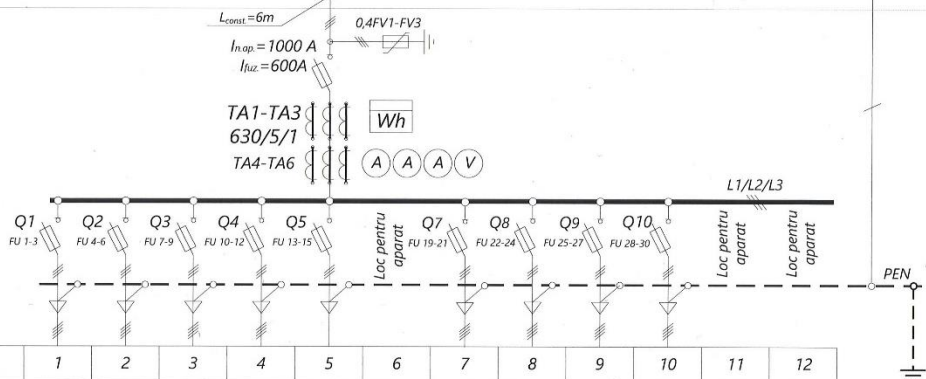 Lconst.=6m
0,4FV1-FV3
In.ap.=1000 A
Ifuz.=600A
TA1-TA3
630/5/1
Wh
TA4-TA6
A A A V
L1/L2/L3
Q1 Q2 Q3 Q4 Q5 Q7 Q8 Q9 Q10
FU 1-3 FU 4-6 FU 7-9 FU 10-12 FU 13-15 FU 19-21 FU 22-24 FU 25-27 FU 28-30
Loc pentru
aparat
Loc pentru
aparat
Loc pentru
aparat
PEN
1 2 3 4 5 6 7 8 9 10 11 12